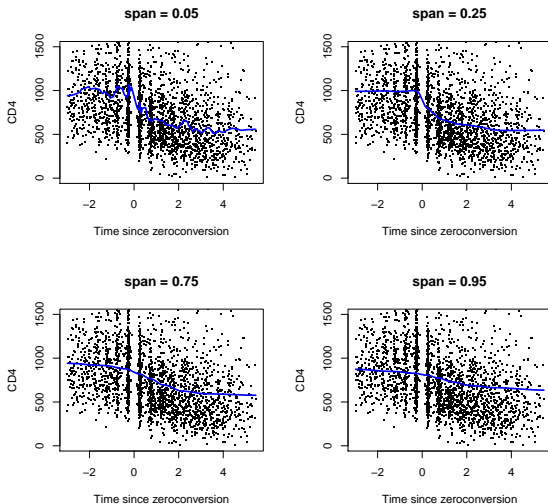 span = 0.05
CD4
0 500 1000 1500
−2 0 2 4
Time since zeroconversion
span = 0.25
CD4
0 500 1000 1500
−2 0 2 4
Time since zeroconversion
span = 0.75
CD4
0 500 1000 1500
−2 0 2 4
Time since zeroconversion
span = 0.95
CD4
0 500 1000 1500
−2 0 2 4
Time since zeroconversion